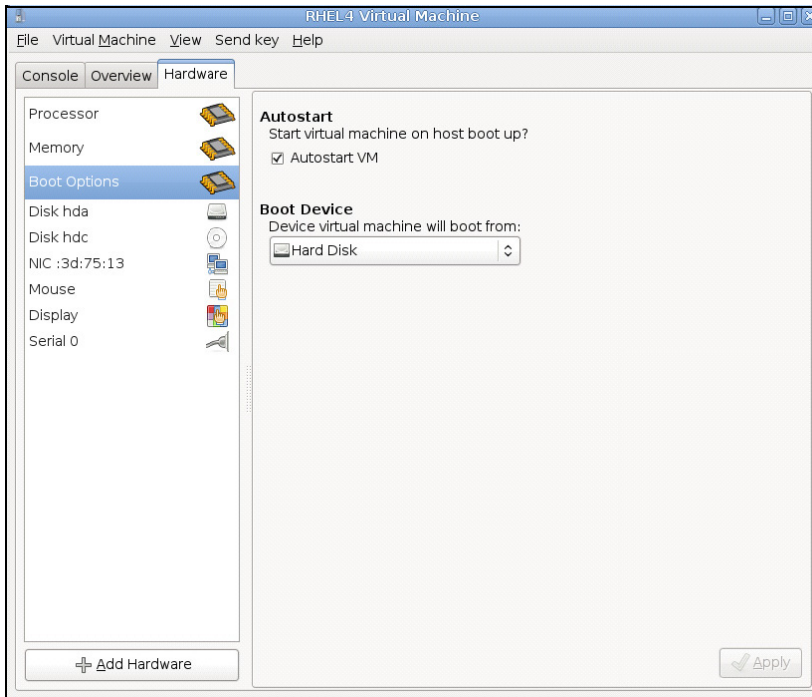 RHEL4 Virtual Machine
File Virtual Machine View Send key Help
Console Overview Hardware
Processor
Memory
Boot Options
Disk hda
Disk hdc
NIC :3d:75:13
Mouse
Display
Serial 0
Add Hardware
Autostart
Start virtual machine on host boot up?
Autostart VM
Boot Device
Device virtual machine will boot from:
Hard Disk
Apply